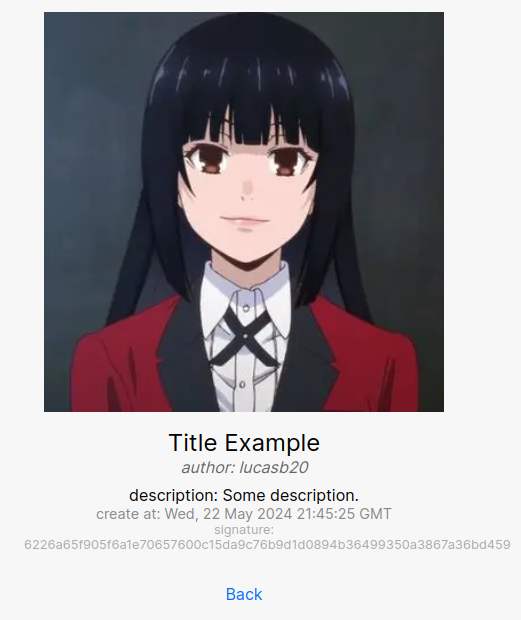 Title Example
author: lucasb20
description: Some description.
create at: Wed, 22 May 2024 21:45:25 GMT
signature:
6226a65f905f6a1e70657600c15da9c76b9d1d0894b36499350a3867a36bd459
Back